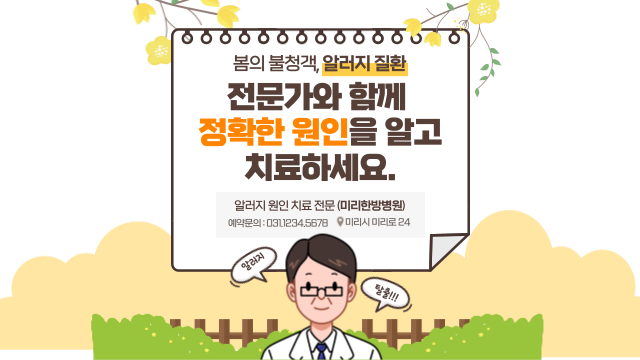 봄의 불청객, 알러지 질환
전문가와 함께
정확한 원인을 알고
치료하세요.
알러지 원인 치료 전문 (미리한방병원)
예약문의 : 031.1234.5678 미리시 미리로 24
알러지
탈출!!!